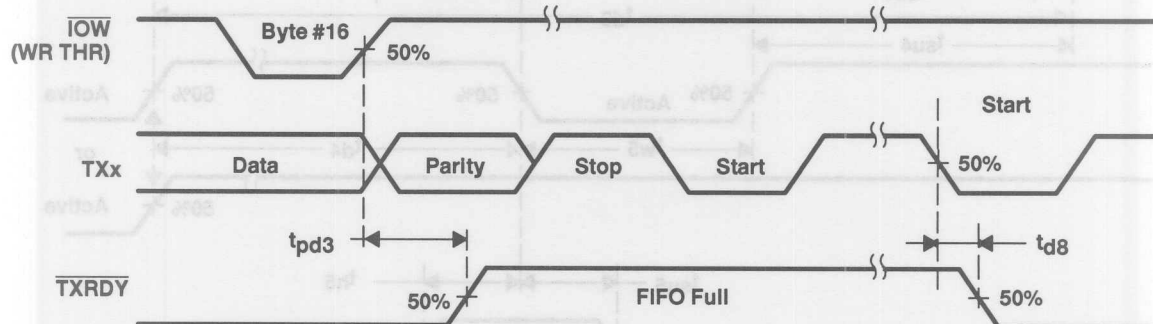 IOW
(WR THR)
Byte #16
50%
Start
TXx
Data
Parity
Stop
Start
50%
tpd3
td8
TXRDY
50%
FIFO Full
50%